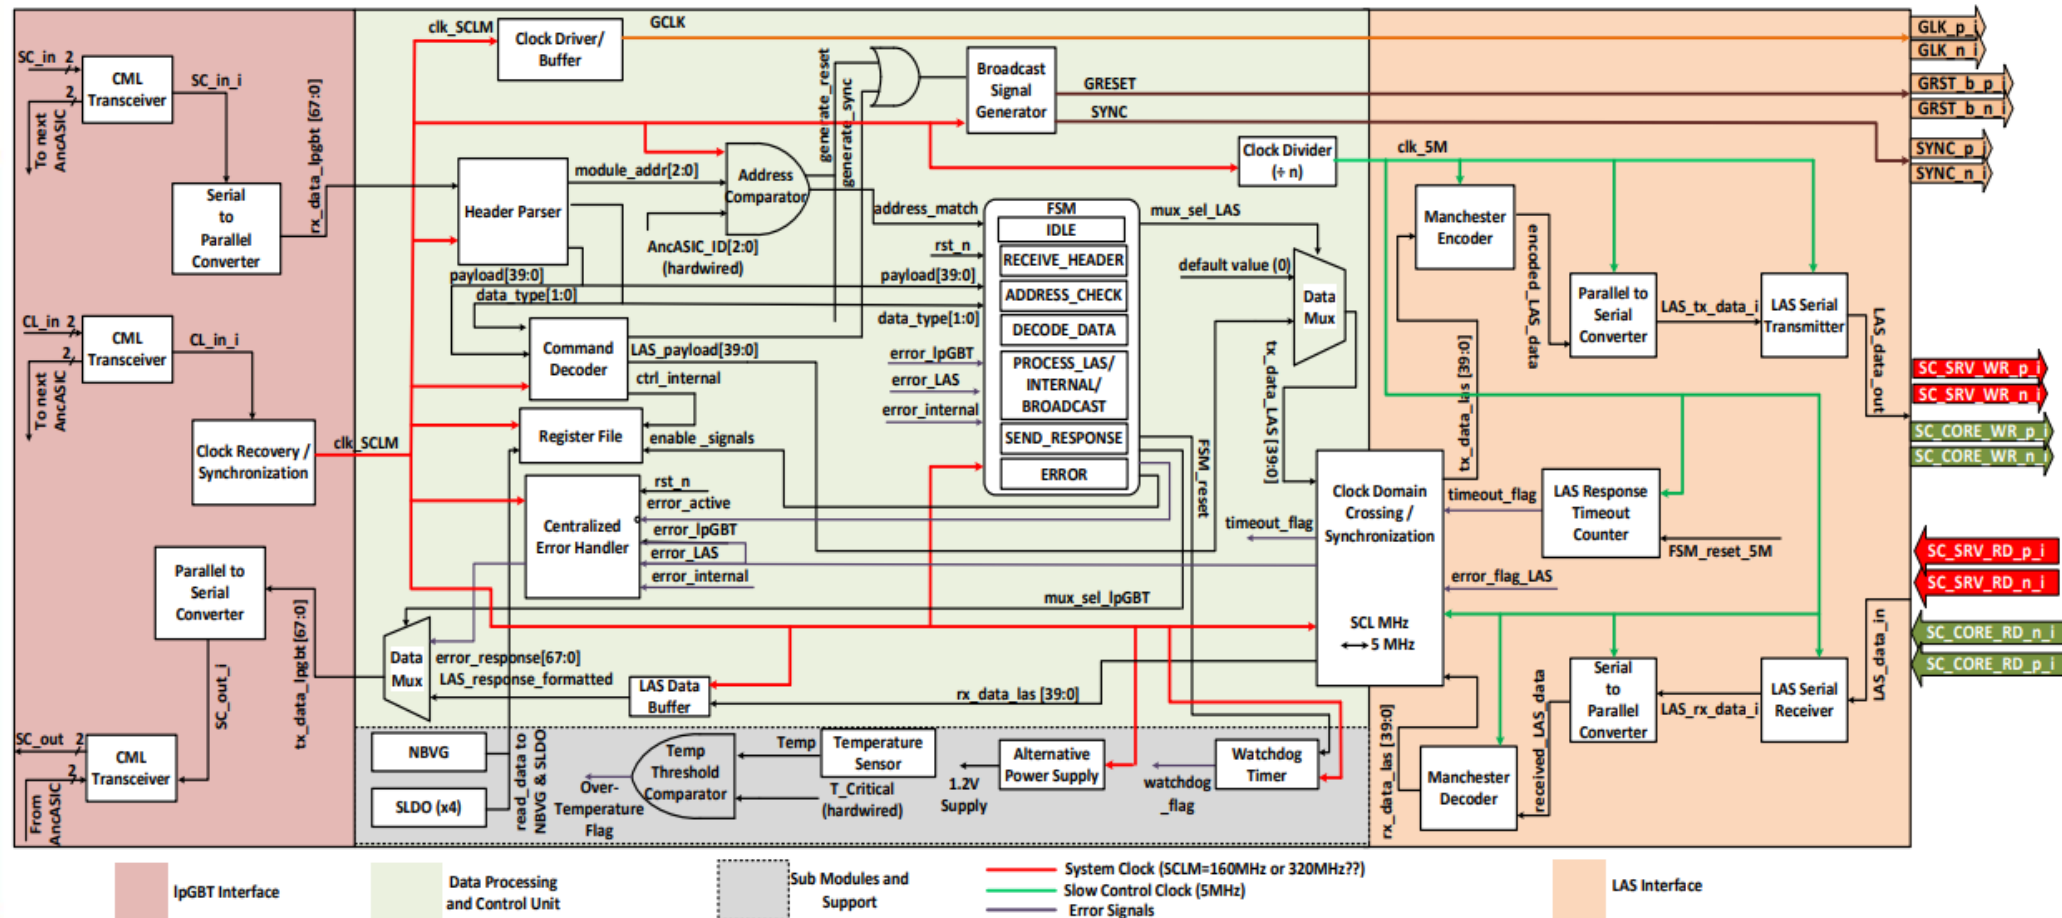 SC_in
2
2
To next
AncASIC
CML
Transceiver
SC_in_i
Serial
to
Parallel
Converter
rx_data_lpgbt [67:0]
CL_in
2
2
To next
AncASIC
CML
Transceiver
CL_in_i
Clock Recovery /
Synchronization
clk_SCLM
Parallel to
Serial
Converter
SC_out_i
tx_data_lpgbt[67:0]
SC_out
2
2
From
AncASIC
CML
Transceiver
clk_SCLM
Clock Driver/
Buffer
GCLK
generate_reset
generate_sync
Broadcast
Signal
Generator
GRESET
SYNC
Header Parser
module_addr[2:0]
Address
Comparator
AncASIC_ID[2:0]
(hardwired)
address_match
rst_n
payload[39:0]
data_type[1:0]
payload[39:0]
data_type[1:0]
Command
Decoder
LAS_payload[39:0]
ctrl_internal
Register File
enable _signals
error_lpGBT
error_LAS
error_internal
FSM
IDLE
RECEIVE_HEADER
ADDRESS_CHECK
DECODE_DATA
PROCESS_LAS/
INTERNAL/
BROADCAST
SEND_RESPONSE
ERROR
mux_sel_LAS
default value (0)
Data
Mux
tx_data_LAS [39:0]
FSM_reset
Centralized
Error Handler
rst_n
error_active
error_lpGBT
error_LAS
error_internal
timeout_flag
mux_sel_lpGBT
Data
Mux
error_response[67:0]
LAS_response_formatted
LAS Data
Buffer
rx_data_las [39:0]
Clock Divider
(÷ n)
clk_5M
Clock Domain
Crossing /
Synchronization
SCL MHz
5 MHz
NBVG
SLDO (x4)
read_data to
NBVG & SLDO
Over-
Temperature
Flag
Temp
Threshold
Comparator
Temp
Temperature
Sensor
T_Critical
(hardwired)
1.2V
Supply
Alternative
Power Supply
watchdog
_flag
Watchdog
Timer
Manchester
Encoder
encoded_LAS_data
tx_data_las [39:0]
Parallel to
Serial
Converter
LAS_tx_data_i
LAS Serial
Transmitter
LAS_data_out
timeout_flag
LAS Response
Timeout
Counter
FSM_reset_5M
error_flag_LAS
LAS_data_in
LAS Serial
Receiver
LAS_rx_data_i
Serial
to
Parallel
Converter
received_LAS_data
Manchester
Decoder
rx_data_las [39:0]
GLK_p_i
GLK_n_i
GRST_b_p_i
GRST_b_n_i
SYNC_p_i
SYNC_n_i
SC_SRV_WR_p_i
SC_SRV_WR_n_i
SC_CORE_WR_p_i
SC_CORE_WR_n_i
SC_SRV_RD_p_i
SC_SRV_RD_n_i
SC_CORE_RD_n_i
SC_CORE_RD_p_i
lpGBT Interface
Data Processing
and Control Unit
Sub Modules and
Support
System Clock (SCLM=160MHz or 320MHz??)
Slow Control Clock (5MHz)
Error Signals
LAS Interface